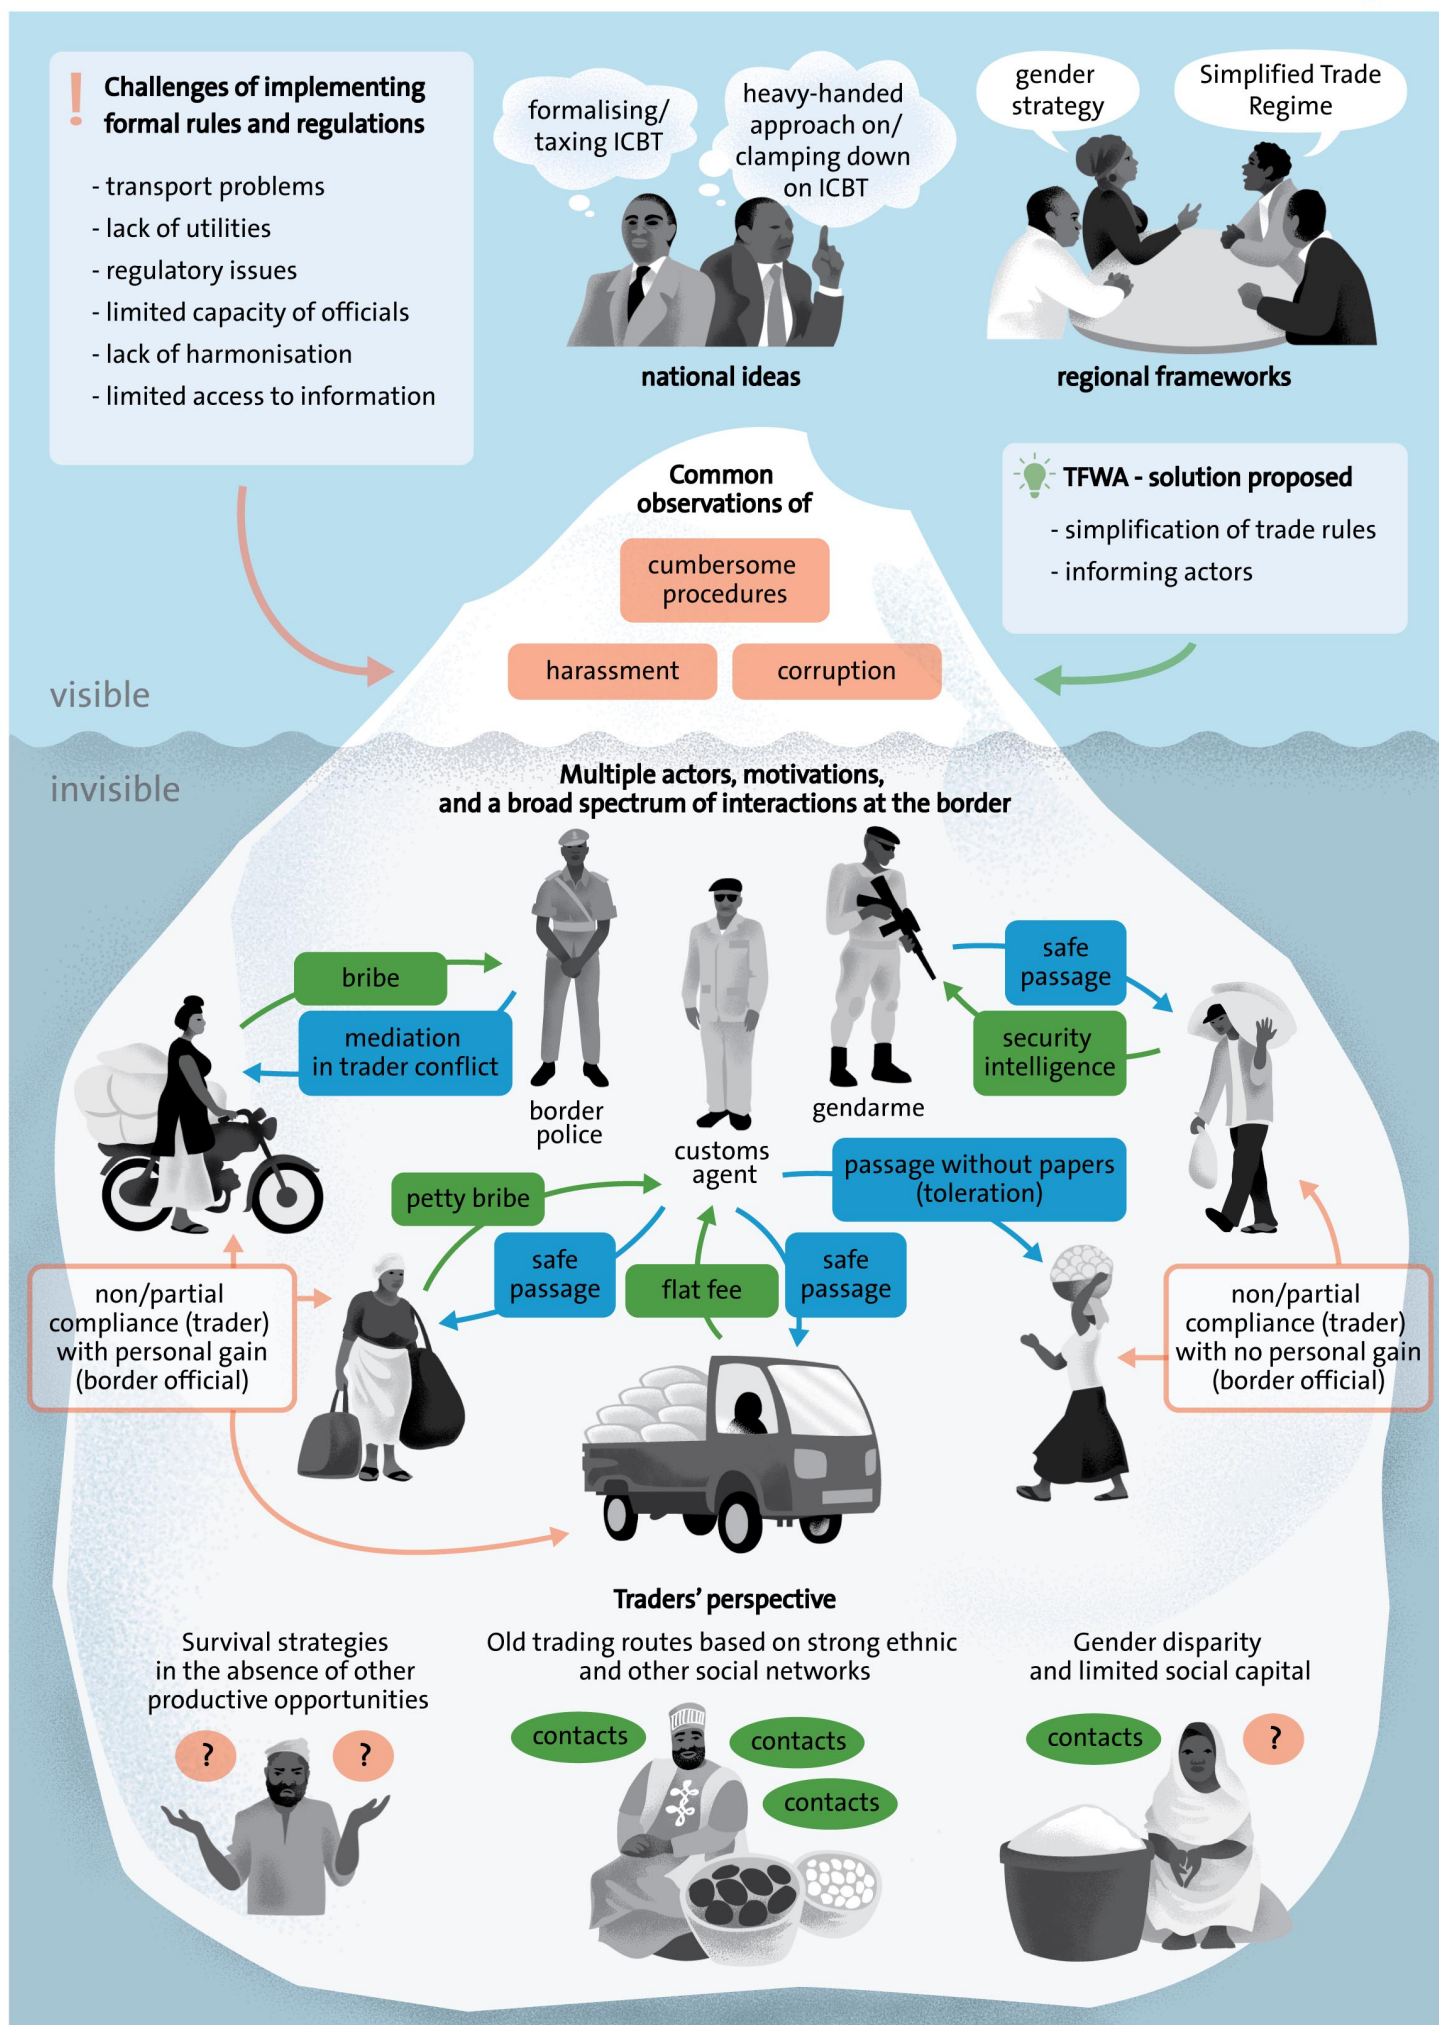 !
Challenges of implementing
formal rules and regulations
- transport problems
- lack of utilities
- regulatory issues
- limited capacity of officials
- lack of harmonisation
- limited access to information
formalising/
taxing ICBT
heavy-handed
approach on/
clamping down
on ICBT
national ideas
gender
strategy
Simplified Trade
Regime
regional frameworks
Common
observations of
cumbersome
procedures
harassment
corruption
TFWA - solution proposed
- simplification of trade rules
- informing actors
visible
invisible
Multiple actors, motivations,
and a broad spectrum of interactions at the border
bribe
mediation
in trader conflict
border
police
customs
agent
gendarme
safe
passage
security
intelligence
petty bribe
safe
passage
flat fee
safe
passage
passage without papers
(toleration)
non/partial
compliance (trader)
with personal gain
(border official)
non/partial
compliance (trader)
with no personal gain
(border official)
Traders’ perspective
Survival strategies
in the absence of other
productive opportunities
?
?
Old trading routes based on strong ethnic
and other social networks
contacts
contacts
contacts
Gender disparity
and limited social capital
contacts
?